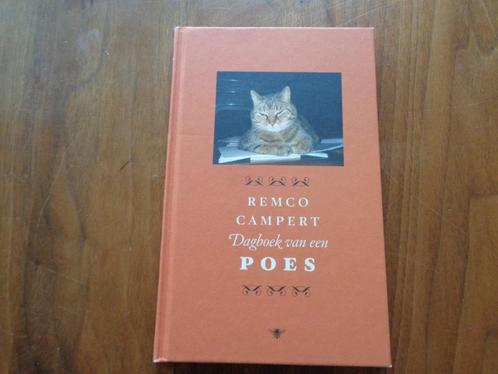 REMCO
CAMPERT
Dagboek van een
POES